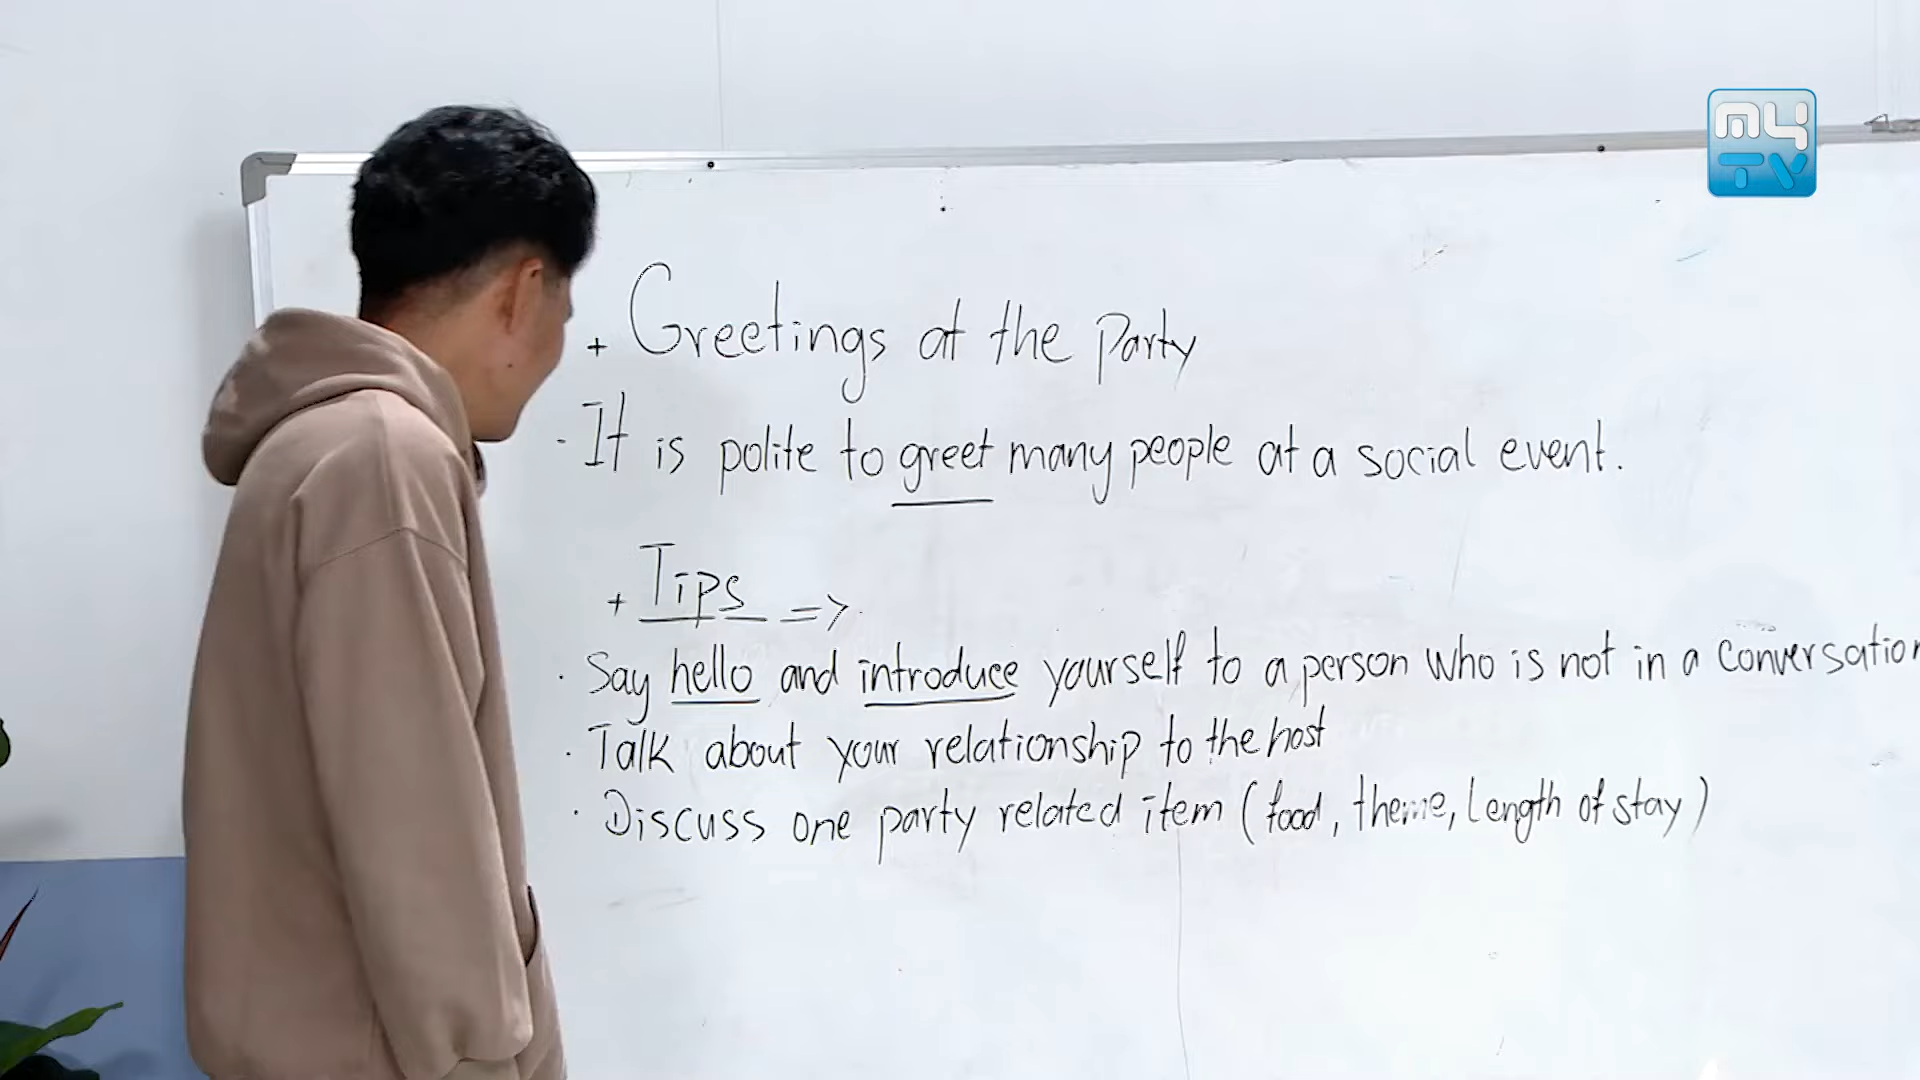 MY
TV
+ Greetings at the Party
- It is polite to greet many people at a social event.
+ Tips =>
· Say hello and introduce yourself to a person who is not in a conversation
· Talk about your relationship to the host
· Discuss one party related item (food, theme, Length of stay)